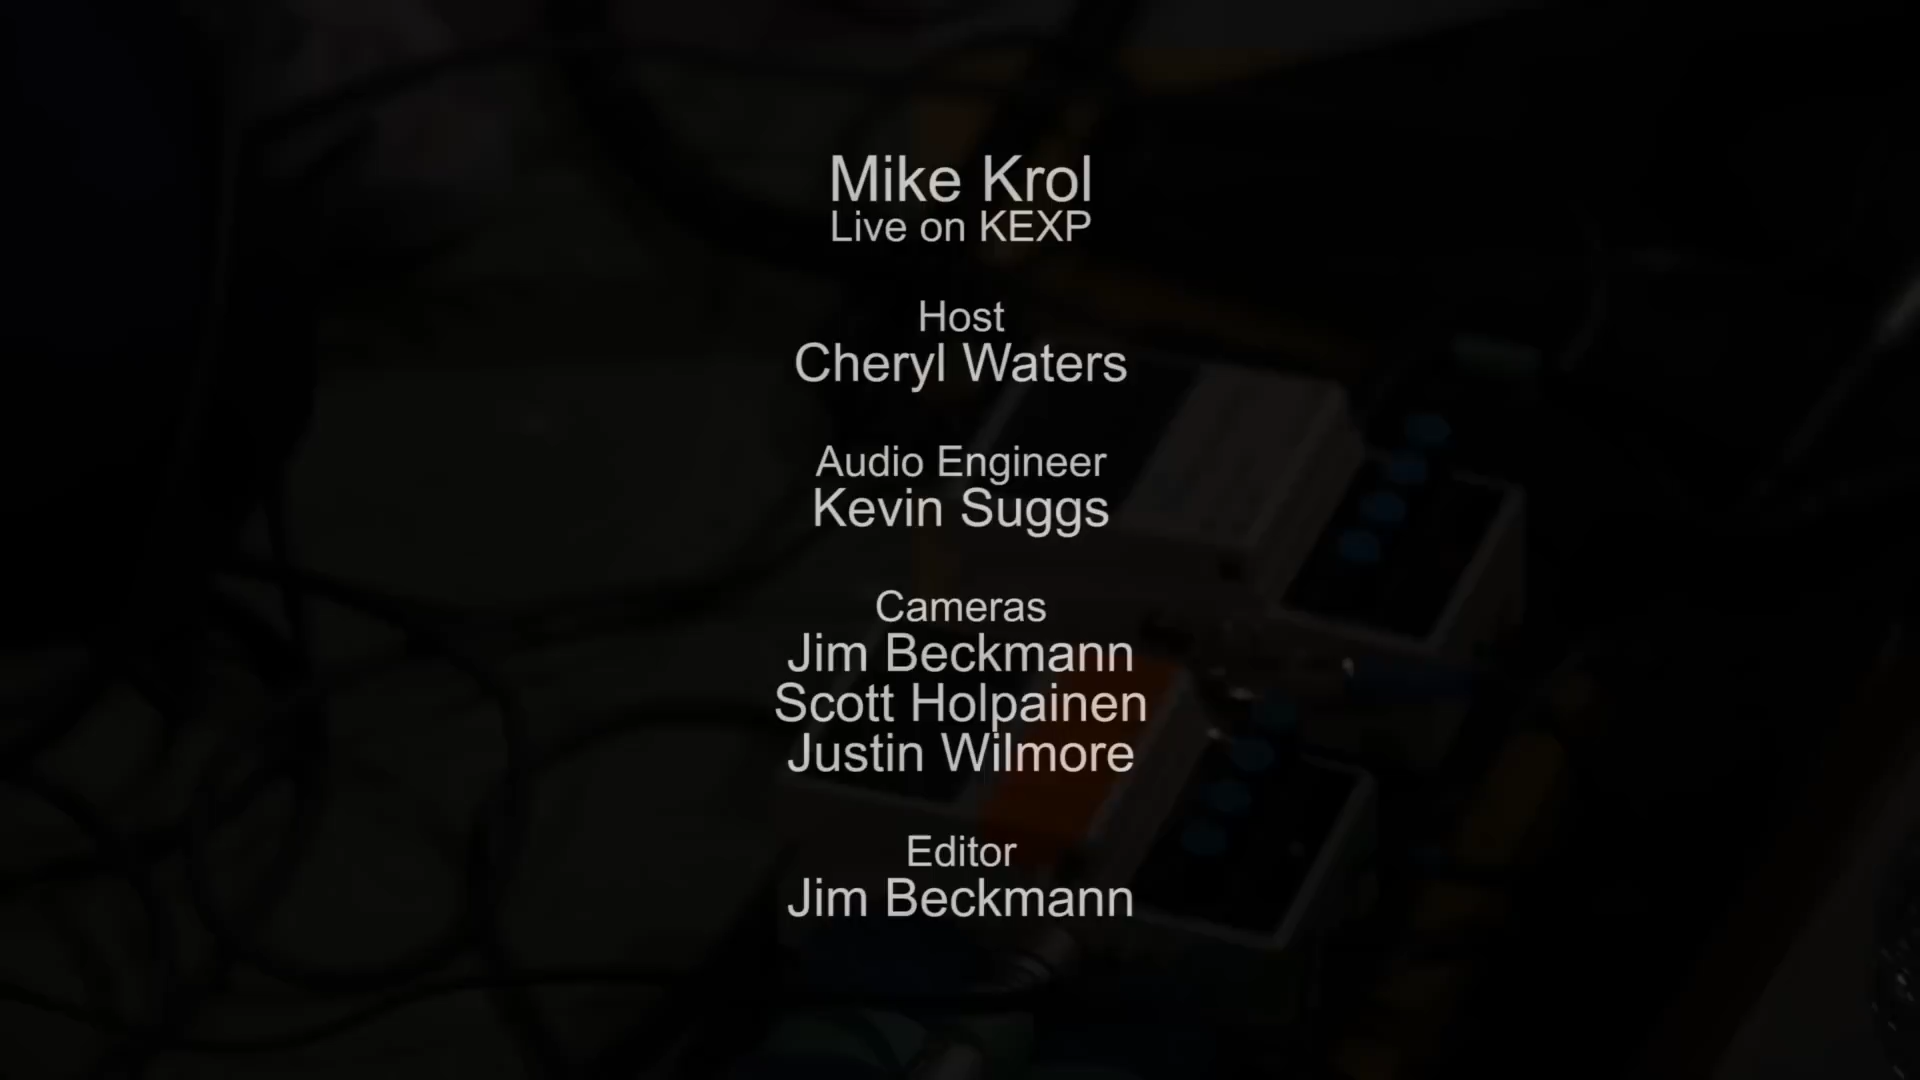 Mike Krol
Live on KEXP
Host
Cheryl Waters
Audio Engineer
Kevin Suggs
Cameras
Jim Beckmann
Scott Holpainen
Justin Wilmore
Editor
Jim Beckmann